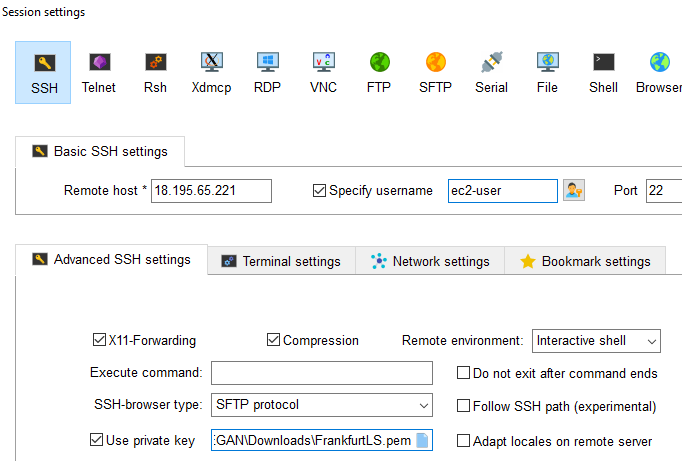 Session settings
SSH Telnet Rsh Xdmcp RDP VNC FTP SFTP Serial File Shell Browser
Basic SSH settings
Remote host * 18.195.65.221 Specify username ec2-user Port 22
Advanced SSH settings Terminal settings Network settings Bookmark settings
X11-Forwarding Compression Remote environment: Interactive shell
Execute command: Do not exit after command ends
SSH-browser type: SFTP protocol Follow SSH path (experimental)
Use private key GAN\Downloads\FrankfurtLS.pem Adapt locales on remote server